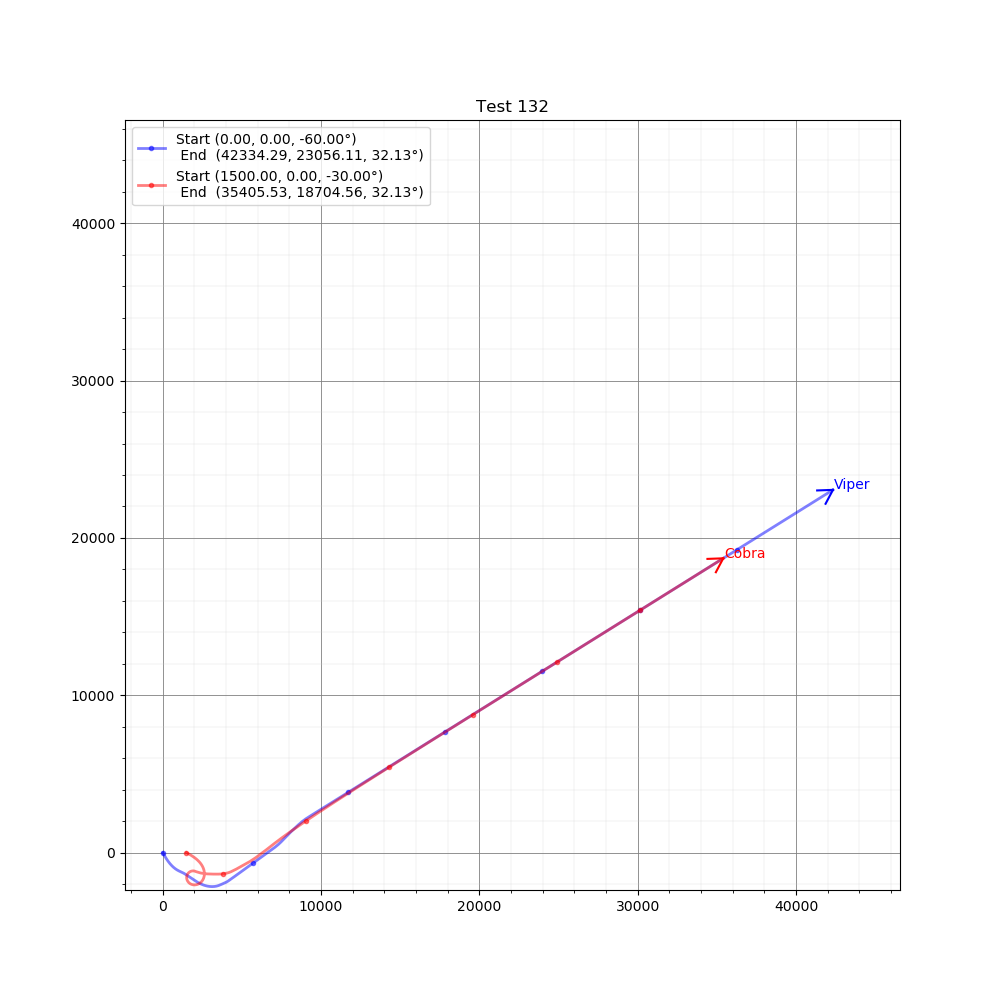 Test 132
Start (0.00, 0.00, -60.00°)
End  (42334.29, 23056.11, 32.13°)
Start (1500.00, 0.00, -30.00°)
End  (35405.53, 18704.56, 32.13°)
40000
30000
Viper
20000
Cobra
10000
0
0 10000 20000 30000 40000